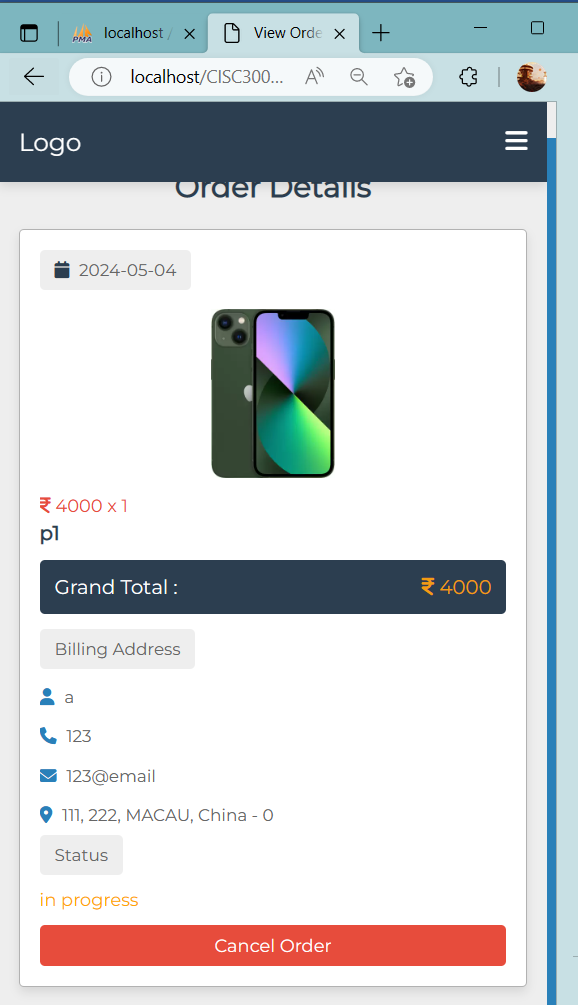 PMA
localhost /
View Orde
localhost/CISC300...
Logo
Order Details
2024-05-04
₹ 4000 x 1
p1
Grand Total : ₹ 4000
Billing Address
a
123
123@email
111, 222, MACAU, China - 0
Status
in progress
Cancel Order